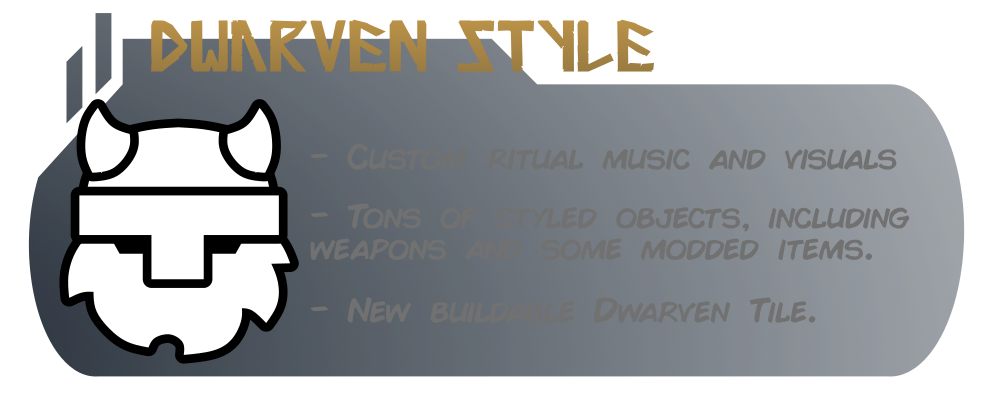 DWARVEN STYLE
- Custom ritual music and visuals
- Tons of styled objects, including
weapons and some modded items.
- New buildable Dwarven Tile.